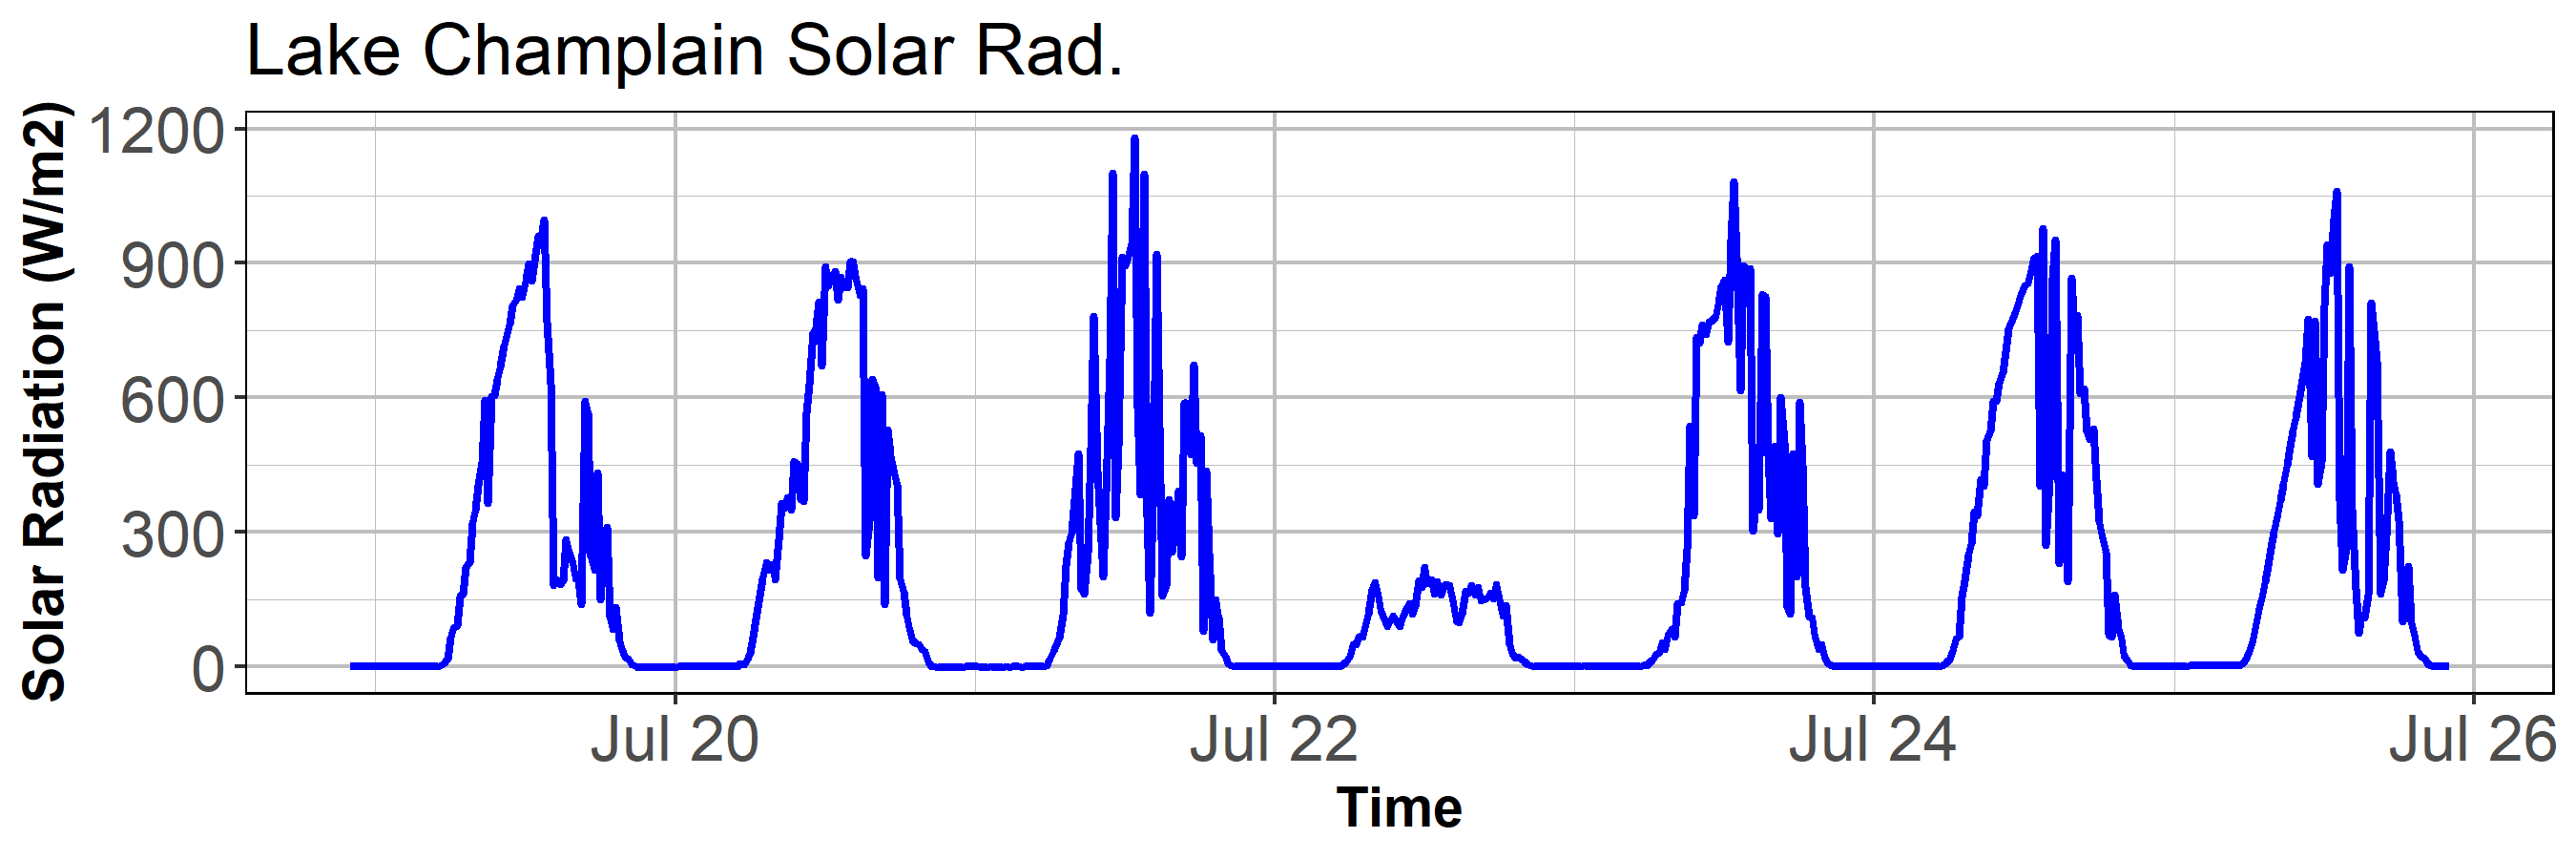 Lake Champlain Solar Rad.
Solar Radiation (W/m2)
1200
900
600
300
0
Jul 20 Jul 22 Jul 24 Jul 26
Time